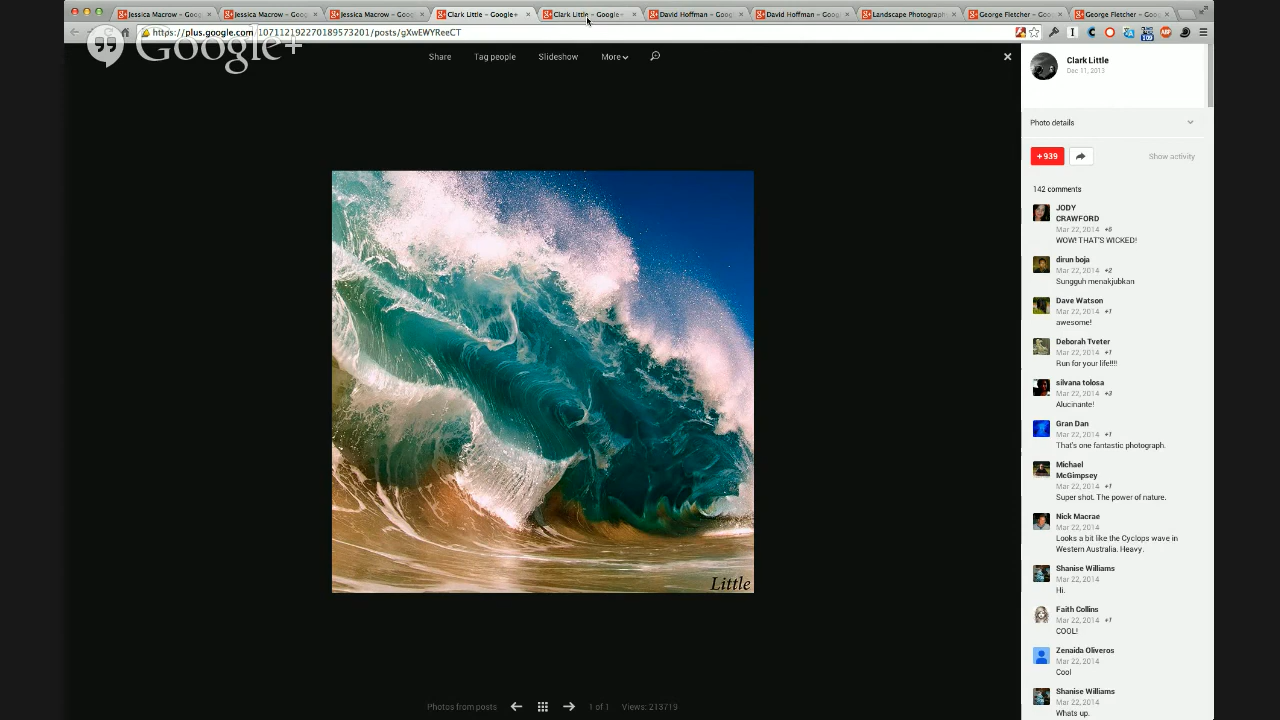 Jessica Macrow — Goog
Jessica Macrow — Goog
Jessica Macrow — Goog
Clark Little – Google+
Clark Little – Google+
David Hoffman – Goog
David Hoffman – Goog
Landscape Photograph
George Fletcher – Goog
George Fletcher – Goog
https://plus.google.com
/posts/gXwEWYReeCT
Google+
Share
Tag people
Slideshow
More
Clark Little
Dec 11, 2013
Photo details
+939
Show activity
142 comments
JODY
CRAWFORD
Mar 22, 2014 +6
WOW! THAT'S WICKED!
dirun boja
Mar 22, 2014 +2
Sungguh menakjubkan
Dave Watson
Mar 22, 2014 +1
awesome!
Deborah Tveter
Mar 22, 2014 +1
Run for your life!!!!
silvana tolosa
Mar 22, 2014 +3
Alucinante!
Gran Dan
Mar 22, 2014 +1
That's one fantastic photograph.
Michael
McGimpsey
Mar 22, 2014 +1
Super shot. The power of nature.
Nick Macrae
Mar 22, 2014
Looks a bit like the Cyclops wave in
Western Australia. Heavy.
Shanise Williams
Mar 22, 2014
Hi.
Faith Collins
Mar 22, 2014 +1
COOL!
Zenaida Oliveros
Mar 22, 2014
Cool
Shanise Williams
Mar 22, 2014
Whats up.
Little
Photos from posts
1 of 1
Views: 213719